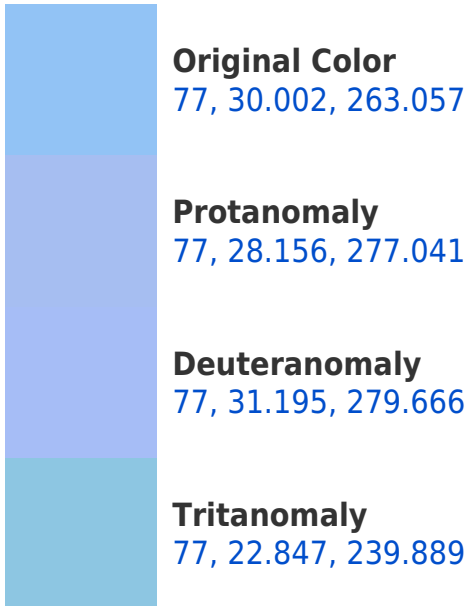 Original Color
77, 30.002, 263.057
Protanomaly
77, 28.156, 277.041
Deuteranomaly
77, 31.195, 279.666
Tritanomaly
77, 22.847, 239.889